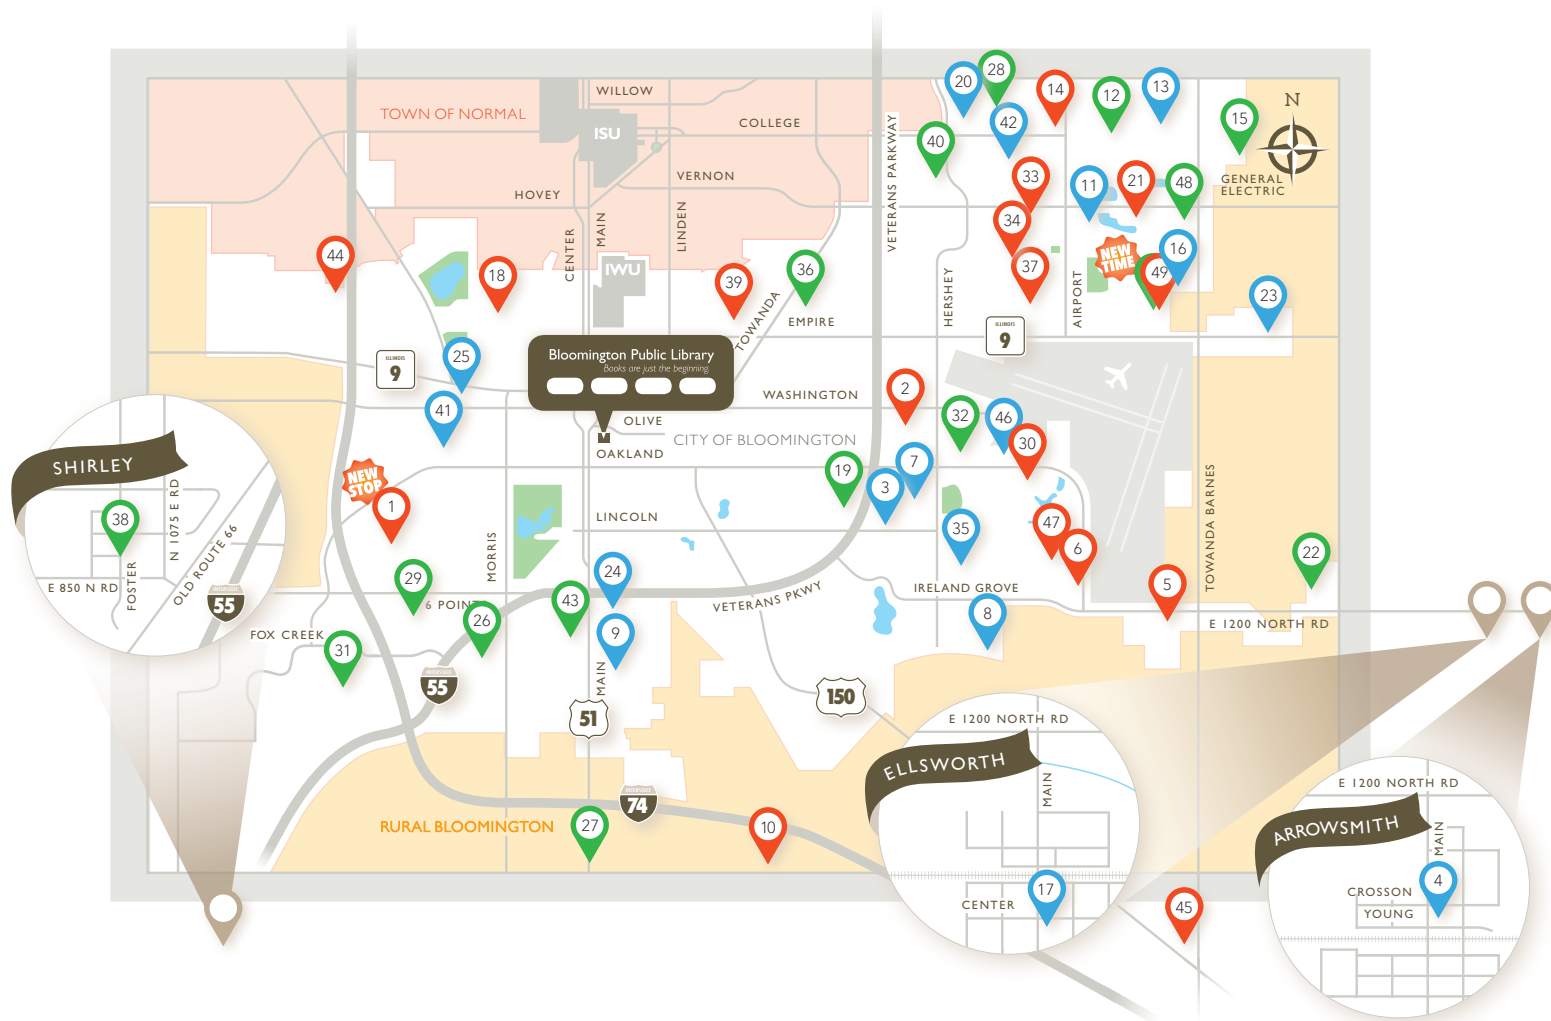 20
28
14
12
13
WILLOW
TOWN OF NORMAL
ISU
COLLEGE
42
15
N
VETERANS PARKWAY
40
VERNON
33
11
21
48
GENERAL
ELECTRIC
HOVEY
CENTER
MAIN
LINDEN
34
NEW
TIME
16
44
18
IWU
39
36
37
49
23
HERSHEY
AIRPORT
TOWANDA
EMPIRE
ILLINOIS
9
25
ILLINOIS
9
Bloomington Public Library
Books are just the beginning.
2
WASHINGTON
41
OLIVE
CITY OF BLOOMINGTON
OAKLAND
32
46
30
SHIRLEY
NEW
STOP
1
19
7
3
38
N 1075 E RD
OLD ROUTE 66
FOSTER
E 850 N RD
INTERSTATE
55
LINCOLN
MORRIS
35
47
6
TOWANDA BARNES
22
29
24
5
6 POINTS
43
VETERANS PKWY
IRELAND GROVE
26
8
E 1200 NORTH RD
FOX CREEK
31
9
MAIN
INTERSTATE
55
51
150
E 1200 NORTH RD
ELLSWORTH
MAIN
E 1200 NORTH RD
ARROWSMITH
MAIN
INTERSTATE
74
RURAL BLOOMINGTON
27
10
17
CENTER
45
4
CROSSON
YOUNG